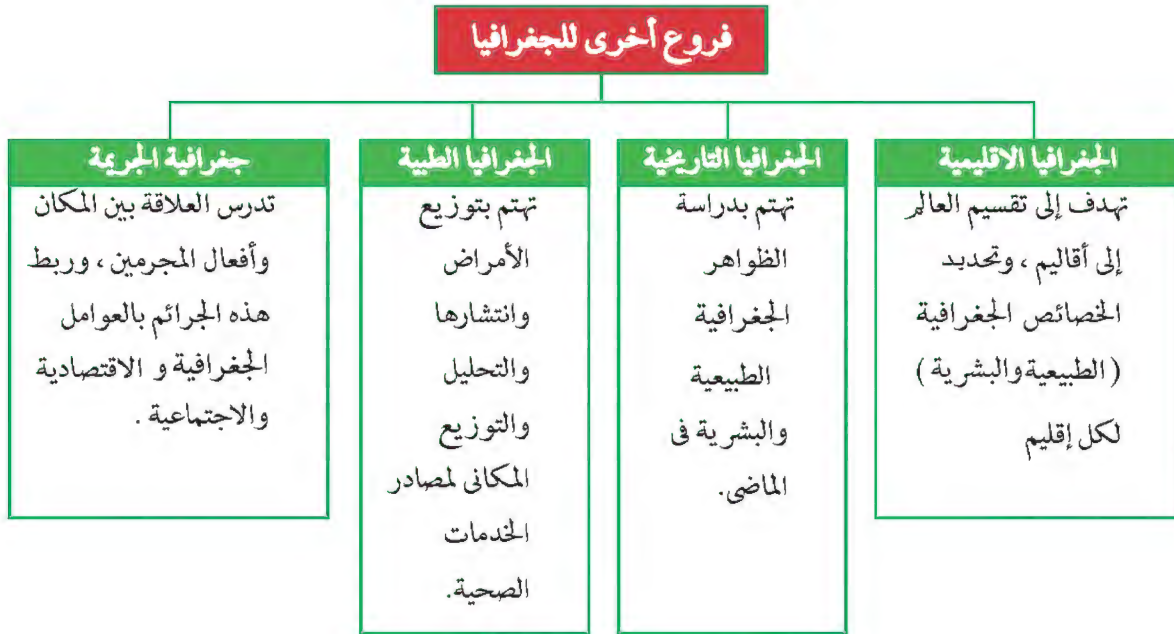 فروع أخرى للجغرافيا
الجغرافيا الاقليمية
تهدف إلى تقسيم العالم
إلى أقاليم ، وتحديد
الخصائص الجغرافية
( الطبيعية والبشرية )
لكل إقليم
الجغرافيا التاريخية
تهتم بدراسة
الظواهر
الجغرافية
الطبيعية
والبشرية فى
الماضى.
الجغرافيا الطبية
تهتم بتوزيع
الأمراض
وانتشارها
والتحليل
والتوزيع
المكانى لمصادر
الخدمات
الصحية.
جغرافية الجريمة
تدرس العلاقة بين المكان
وأفعال المجرمين ، وربط
هذه الجرائم بالعوامل
الجغرافية و الاقتصادية
والاجتماعية .